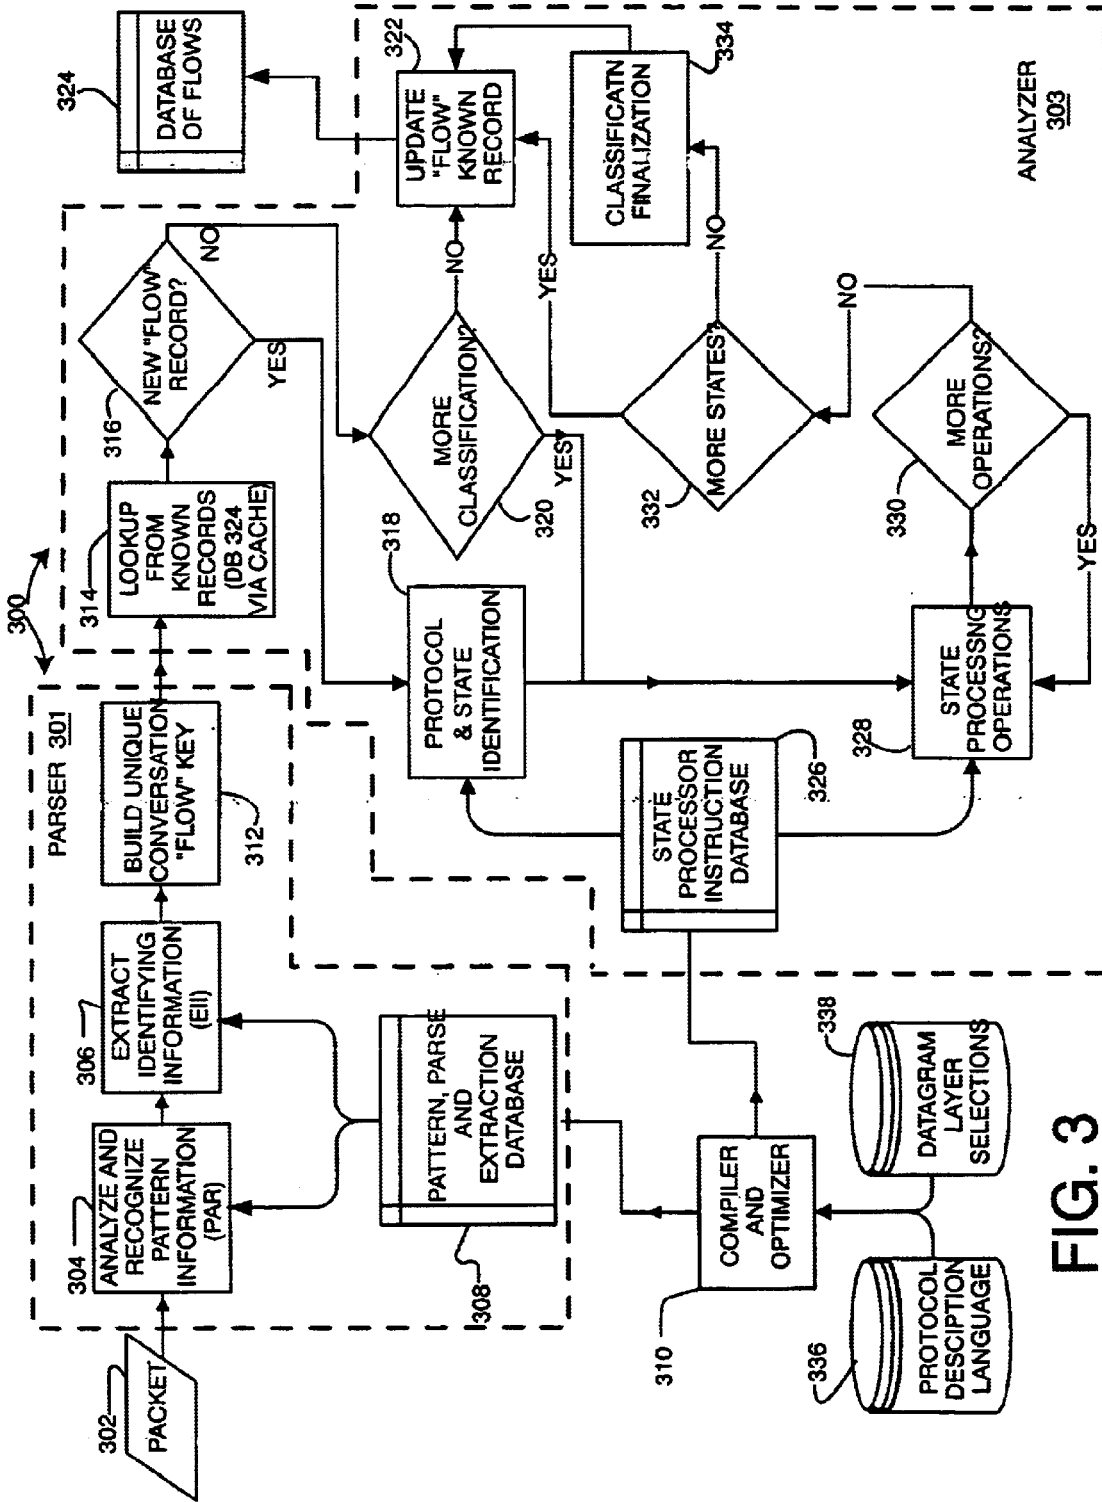 300
PARSER 301
302
PACKET
304
ANALYZE AND
RECOGNIZE
PATTERN
INFORMATION
(PAR)
306
EXTRACT
IDENTIFYING
INFORMATION
(EII)
BUILD UNIQUE
CONVERSATION
"FLOW" KEY
312
314
LOOKUP
FROM
KNOWN
RECORDS
(DB 324
VIA CACHE)
316
NEW "FLOW"
RECORD?
NO
YES
324
DATABASE
OF FLOWS
PATTERN, PARSE
AND
EXTRACTION
DATABASE
308
318
PROTOCOL
& STATE
IDENTIFICATION
MORE
CLASSIFICATION?
320
NO
YES
322
UPDATE
"FLOW"
KNOWN
RECORD
STATE
PROCESSOR
INSTRUCTION
DATABASE
326
332
MORE STATES?
YES
NO
CLASSIFICATN
FINALIZATION
334
310
COMPILER
AND
OPTIMIZER
328
STATE
PROCESSNG
OPERATIONS
330
MORE
OPERATIONS?
NO
YES
336
PROTOCOL
DESCIPTION
LANGUAGE
338
DATAGRAM
LAYER
SELECTIONS
ANALYZER
303
FIG. 3